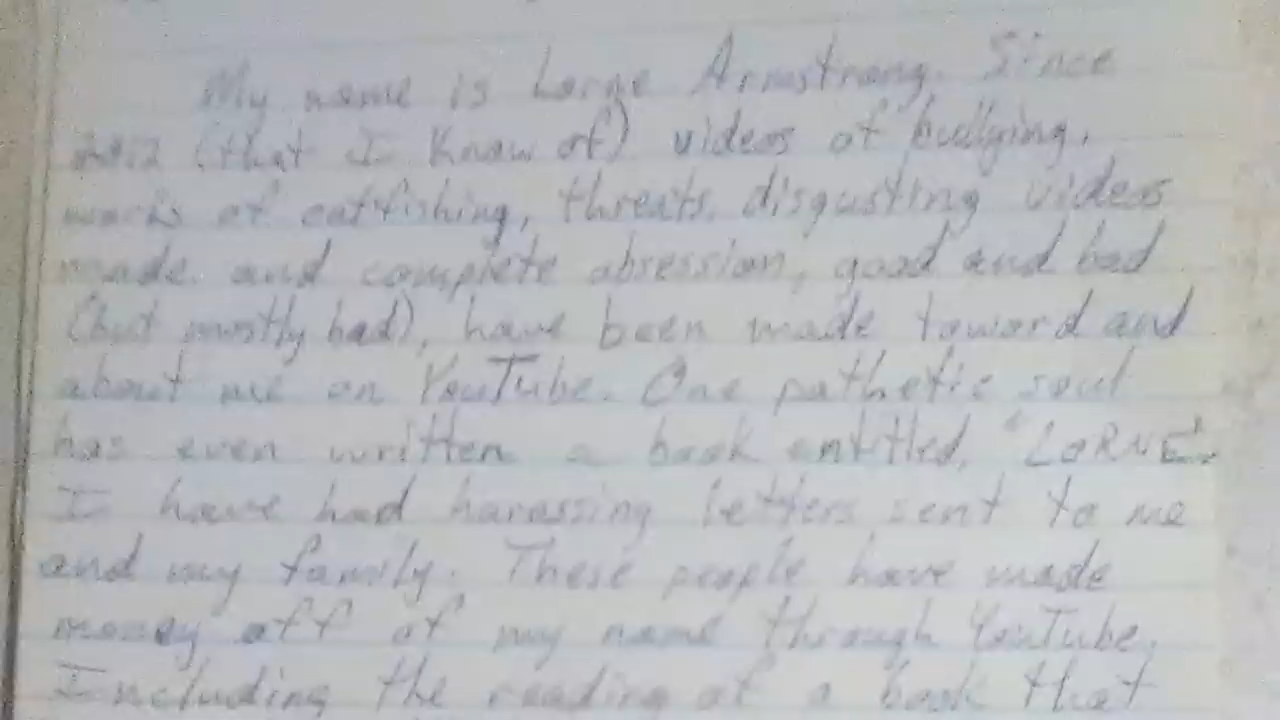 My name is Lorne Armstrong. Since
2012 (that I know of) videos of bullying,
works of catfishing, threats, disgusting videos
made and complete obsession, good and bad
(but mostly bad), have been made toward and
about me on YouTube. One pathetic soul
has even written a book entitled, "LORNE".
I have had harassing letters sent to me
and my family. These people have made
money off of my name through YouTube,
Including the reading of a book that